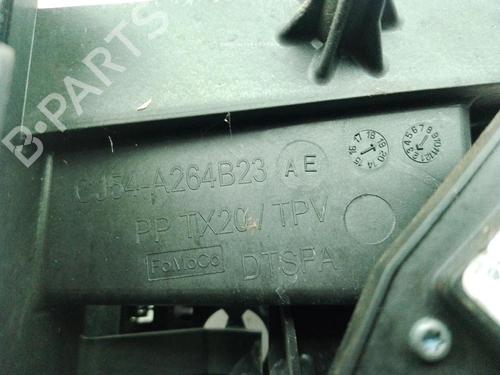 B-PARTS
CJ54-A264B23 AE
PP TX20 / TPV
FoMoCo
DTSPA